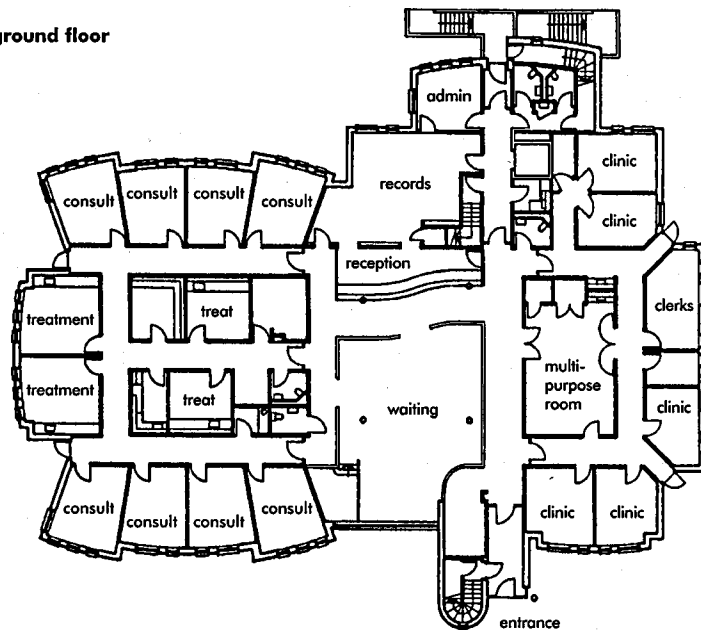 ground floor
admin
clinic
records
consult
consult
consult
consult
clinic
reception
treatment
treat
clerks
multi-
purpose
room
treatment
treat
waiting
clinic
consult
consult
consult
consult
clinic
clinic
entrance